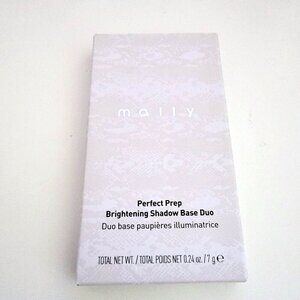 mally
Perfect Prep
Brightening Shadow Base Duo
Duo base paupières illuminatrice
TOTAL NET WT. / TOTAL POIDS NET 0.24 oz. / 7 g ℮